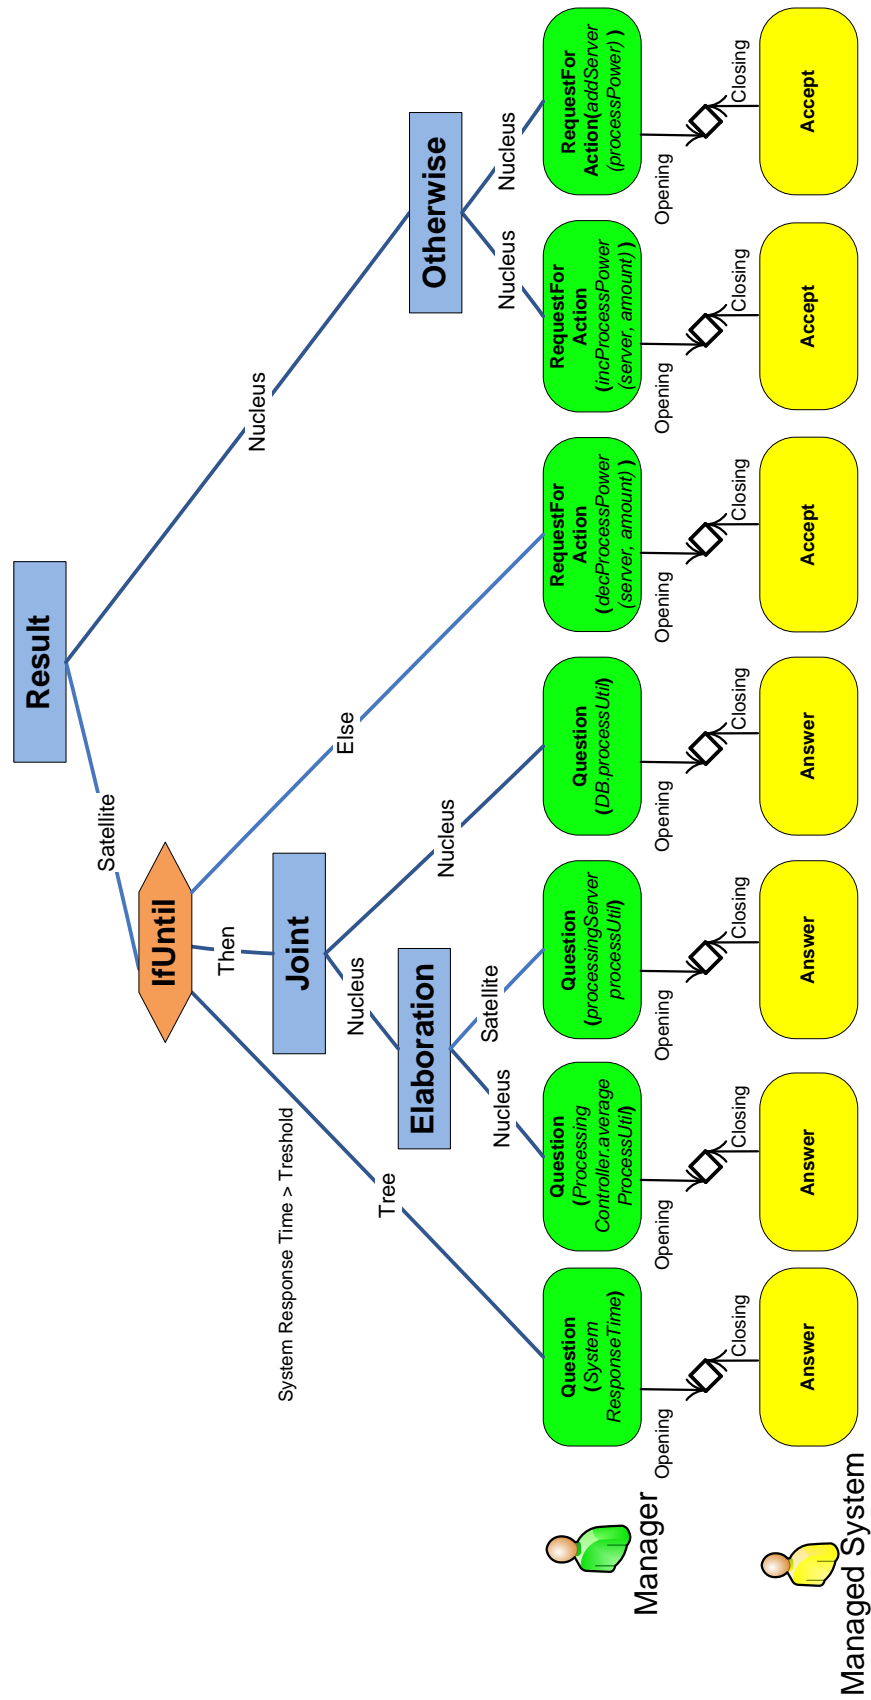 Result
Satellite
Nucleus
IfUntil
Otherwise
System Response Time > Treshold
Tree
Then
Else
Joint
Nucleus
Nucleus
Elaboration
Nucleus
Satellite
Nucleus
Nucleus
Manager
Question
(System
ResponseTime)
Question
(Processing
Controller.average
ProcessUtil)
Question
(processingServer
processUtil)
Question
(DB.processUtil)
RequestFor
Action
(decProcessPower
(server, amount) )
RequestFor
Action
(incProcessPower
(server, amount) )
RequestFor
Action(addServer
(processPower) )
Opening
Closing
Opening
Closing
Opening
Closing
Opening
Closing
Opening
Closing
Opening
Closing
Opening
Closing
Managed System
Answer
Answer
Answer
Answer
Accept
Accept
Accept